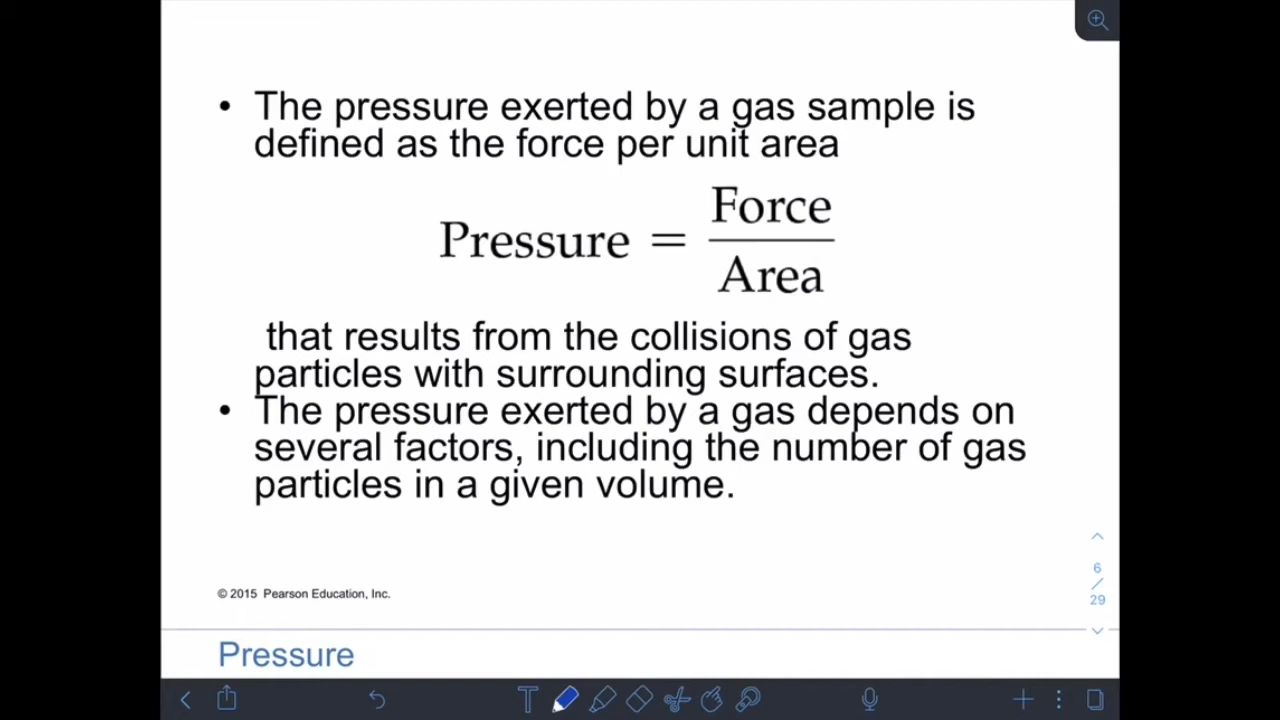 • The pressure exerted by a gas sample is
defined as the force per unit area
Pressure = Force / Area
that results from the collisions of gas
particles with surrounding surfaces.
• The pressure exerted by a gas depends on
several factors, including the number of gas
particles in a given volume.
6
/
29
© 2015 Pearson Education, Inc.
Pressure